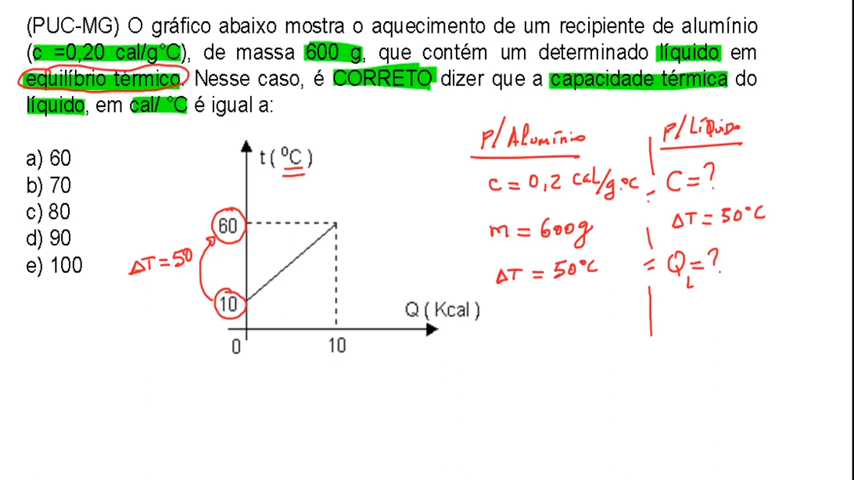 (PUC-MG) O gráfico abaixo mostra o aquecimento de um recipiente de alumínio
(c =0,20 cal/g°C), de massa 600 g, que contém um determinado líquido em
equilíbrio térmico. Nesse caso, é CORRETO dizer que a capacidade térmica do
líquido, em cal/ °C é igual a:
a) 60
b) 70
c) 80
d) 90
e) 100
t ( ⁰C )
60
10
ΔT = 50
Q ( Kcal )
0
10
P/Alumínio
c = 0,2 cal/g.°C
m = 600g
ΔT = 50°C
P/Líquido
C = ?
ΔT = 50°C
Q_L = ?